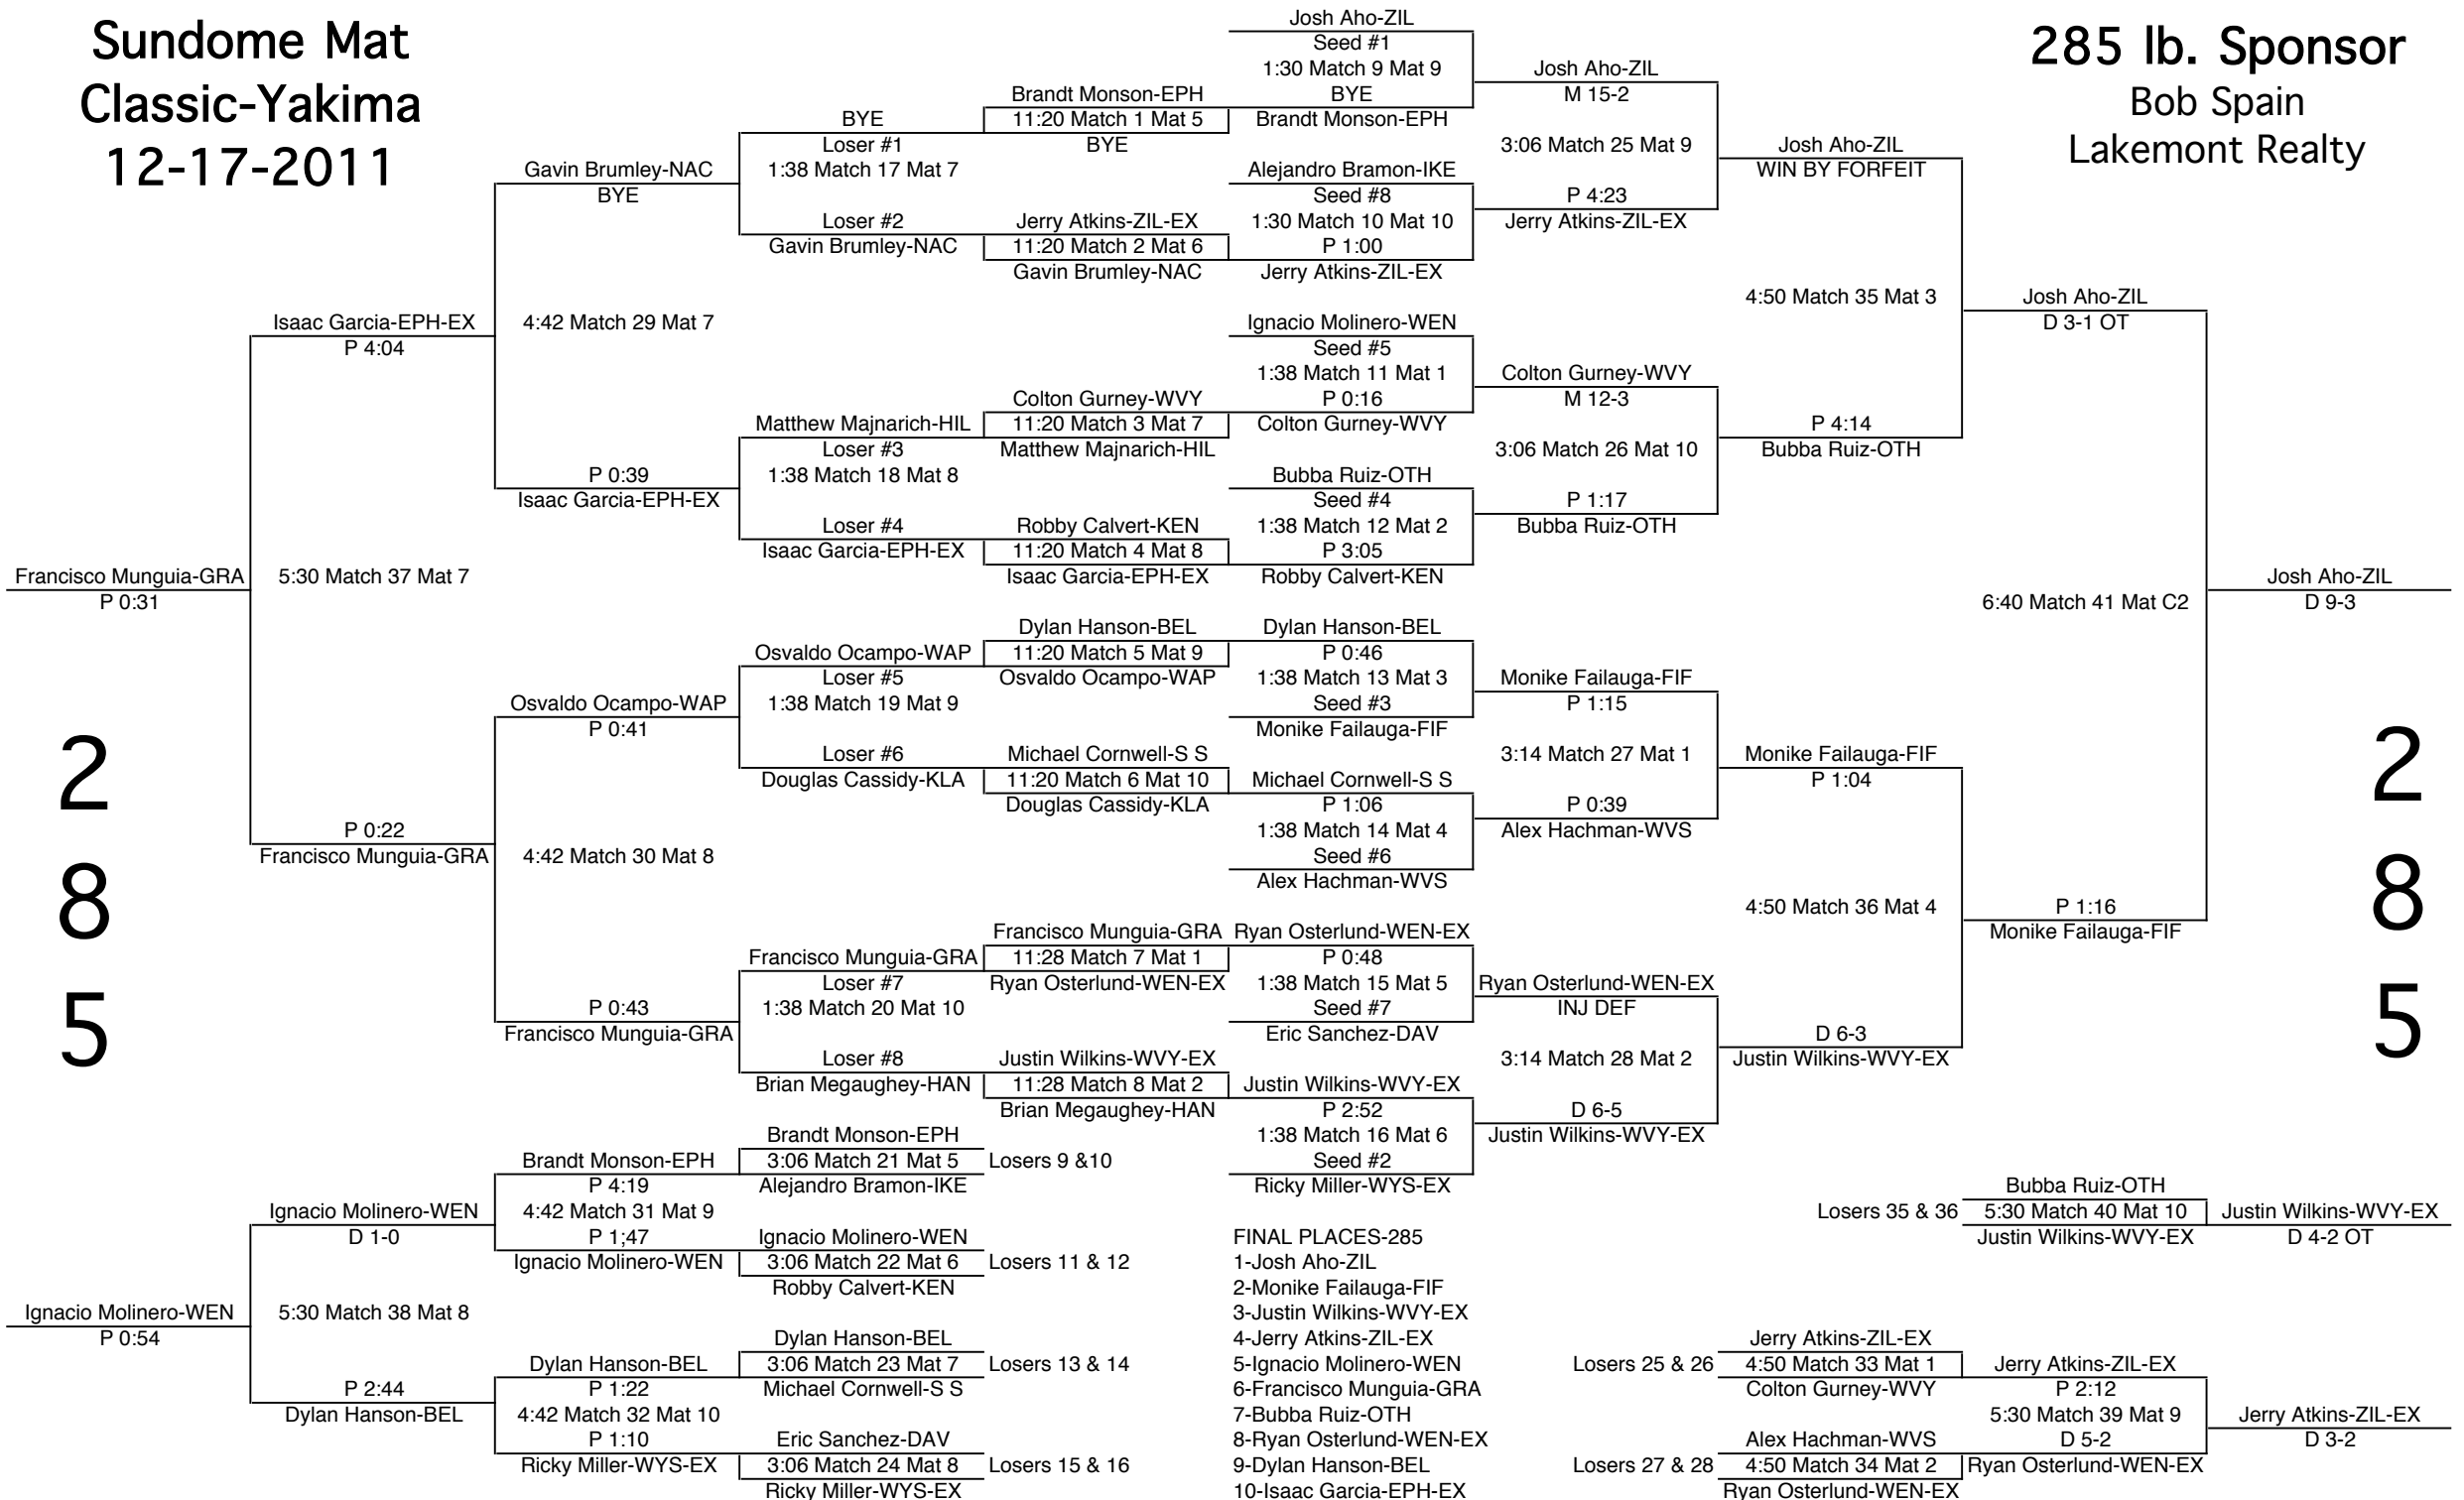 Sundome Mat
Classic-Yakima
12-17-2011
285 lb. Sponsor
Bob Spain
Lakemont Realty
Francisco Munguia-GRA
P 0:31
Isaac Garcia-EPH-EX
P 4:04
5:30 Match 37 Mat 7
P 0:22
Francisco Munguia-GRA
Gavin Brumley-NAC
BYE
4:42 Match 29 Mat 7
P 0:39
Isaac Garcia-EPH-EX
Osvaldo Ocampo-WAP
P 0:41
4:42 Match 30 Mat 8
P 0:43
Francisco Munguia-GRA
BYE
Loser #1
1:38 Match 17 Mat 7
Loser #2
Gavin Brumley-NAC
Matthew Majnarich-HIL
Loser #3
1:38 Match 18 Mat 8
Loser #4
Isaac Garcia-EPH-EX
Osvaldo Ocampo-WAP
Loser #5
1:38 Match 19 Mat 9
Loser #6
Douglas Cassidy-KLA
Francisco Munguia-GRA
Loser #7
1:38 Match 20 Mat 10
Loser #8
Brian Megaughey-HAN
Brandt Monson-EPH
11:20 Match 1 Mat 5
BYE
Jerry Atkins-ZIL-EX
11:20 Match 2 Mat 6
Gavin Brumley-NAC
Colton Gurney-WVY
11:20 Match 3 Mat 7
Matthew Majnarich-HIL
Robby Calvert-KEN
11:20 Match 4 Mat 8
Isaac Garcia-EPH-EX
Dylan Hanson-BEL
11:20 Match 5 Mat 9
Osvaldo Ocampo-WAP
Michael Cornwell-S S
11:20 Match 6 Mat 10
Douglas Cassidy-KLA
Francisco Munguia-GRA
11:28 Match 7 Mat 1
Ryan Osterlund-WEN-EX
Justin Wilkins-WVY-EX
11:28 Match 8 Mat 2
Brian Megaughey-HAN
Josh Aho-ZIL
Seed #1
1:30 Match 9 Mat 9
BYE
Brandt Monson-EPH
Alejandro Bramon-IKE
Seed #8
1:30 Match 10 Mat 10
P 1:00
Jerry Atkins-ZIL-EX
Ignacio Molinero-WEN
Seed #5
1:38 Match 11 Mat 1
P 0:16
Colton Gurney-WVY
Bubba Ruiz-OTH
Seed #4
1:38 Match 12 Mat 2
P 3:05
Robby Calvert-KEN
Dylan Hanson-BEL
P 0:46
1:38 Match 13 Mat 3
Seed #3
Monike Failauga-FIF
Michael Cornwell-S S
P 1:06
1:38 Match 14 Mat 4
Seed #6
Alex Hachman-WVS
Ryan Osterlund-WEN-EX
P 0:48
1:38 Match 15 Mat 5
Seed #7
Eric Sanchez-DAV
Justin Wilkins-WVY-EX
P 2:52
1:38 Match 16 Mat 6
Seed #2
Ricky Miller-WYS-EX
Josh Aho-ZIL
M 15-2
3:06 Match 25 Mat 9
P 4:23
Jerry Atkins-ZIL-EX
Colton Gurney-WVY
M 12-3
3:06 Match 26 Mat 10
P 1:17
Bubba Ruiz-OTH
Monike Failauga-FIF
P 1:15
3:14 Match 27 Mat 1
P 0:39
Alex Hachman-WVS
Ryan Osterlund-WEN-EX
INJ DEF
3:14 Match 28 Mat 2
D 6-5
Justin Wilkins-WVY-EX
Josh Aho-ZIL
WIN BY FORFEIT
4:50 Match 35 Mat 3
P 4:14
Bubba Ruiz-OTH
Monike Failauga-FIF
P 1:04
4:50 Match 36 Mat 4
D 6-3
Justin Wilkins-WVY-EX
Josh Aho-ZIL
D 3-1 OT
6:40 Match 41 Mat C2
P 1:16
Monike Failauga-FIF
Josh Aho-ZIL
D 9-3
2
8
5
2
8
5
Ignacio Molinero-WEN
P 0:54
Ignacio Molinero-WEN
D 1-0
5:30 Match 38 Mat 8
P 2:44
Dylan Hanson-BEL
Brandt Monson-EPH
P 4:19
4:42 Match 31 Mat 9
P 1;47
Ignacio Molinero-WEN
Dylan Hanson-BEL
P 1:22
4:42 Match 32 Mat 10
P 1:10
Ricky Miller-WYS-EX
Brandt Monson-EPH
3:06 Match 21 Mat 5
Alejandro Bramon-IKE
Losers 9 &10
Ignacio Molinero-WEN
3:06 Match 22 Mat 6
Robby Calvert-KEN
Losers 11 & 12
Dylan Hanson-BEL
3:06 Match 23 Mat 7
Michael Cornwell-S S
Losers 13 & 14
Eric Sanchez-DAV
3:06 Match 24 Mat 8
Ricky Miller-WYS-EX
Losers 15 & 16
FINAL PLACES-285
1-Josh Aho-ZIL
2-Monike Failauga-FIF
3-Justin Wilkins-WVY-EX
4-Jerry Atkins-ZIL-EX
5-Ignacio Molinero-WEN
6-Francisco Munguia-GRA
7-Bubba Ruiz-OTH
8-Ryan Osterlund-WEN-EX
9-Dylan Hanson-BEL
10-Isaac Garcia-EPH-EX
Losers 35 & 36
Bubba Ruiz-OTH
5:30 Match 40 Mat 10
Justin Wilkins-WVY-EX
Justin Wilkins-WVY-EX
D 4-2 OT
Losers 25 & 26
Jerry Atkins-ZIL-EX
4:50 Match 33 Mat 1
Colton Gurney-WVY
Losers 27 & 28
Alex Hachman-WVS
4:50 Match 34 Mat 2
Ryan Osterlund-WEN-EX
Jerry Atkins-ZIL-EX
P 2:12
5:30 Match 39 Mat 9
D 5-2
Ryan Osterlund-WEN-EX
Jerry Atkins-ZIL-EX
D 3-2